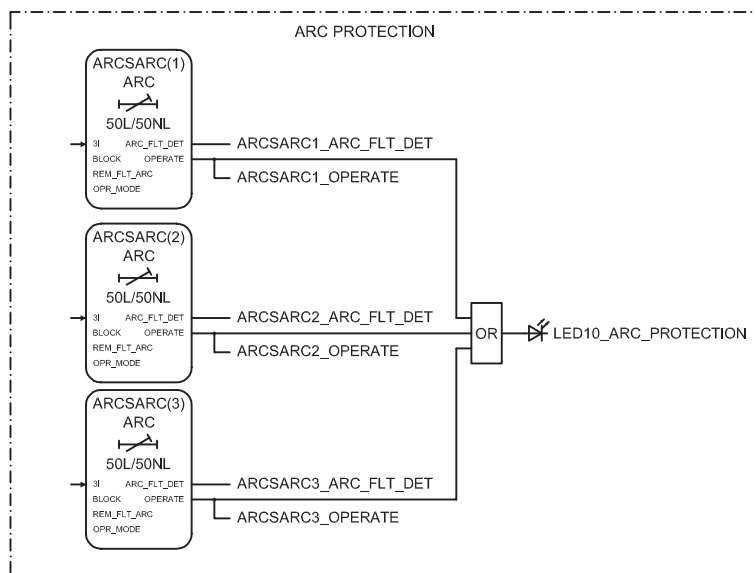 ARC PROTECTION
ARCSARC(1)
ARC
50L/50NL
3I ARC_FLT_DET
BLOCK OPERATE
REM_FLT_ARC
OPR_MODE
ARCSARC1_ARC_FLT_DET
ARCSARC1_OPERATE
ARCSARC(2)
ARC
50L/50NL
3I ARC_FLT_DET
BLOCK OPERATE
REM_FLT_ARC
OPR_MODE
ARCSARC2_ARC_FLT_DET
ARCSARC2_OPERATE
OR
LED10_ARC_PROTECTION
ARCSARC(3)
ARC
50L/50NL
3I ARC_FLT_DET
BLOCK OPERATE
REM_FLT_ARC
OPR_MODE
ARCSARC3_ARC_FLT_DET
ARCSARC3_OPERATE